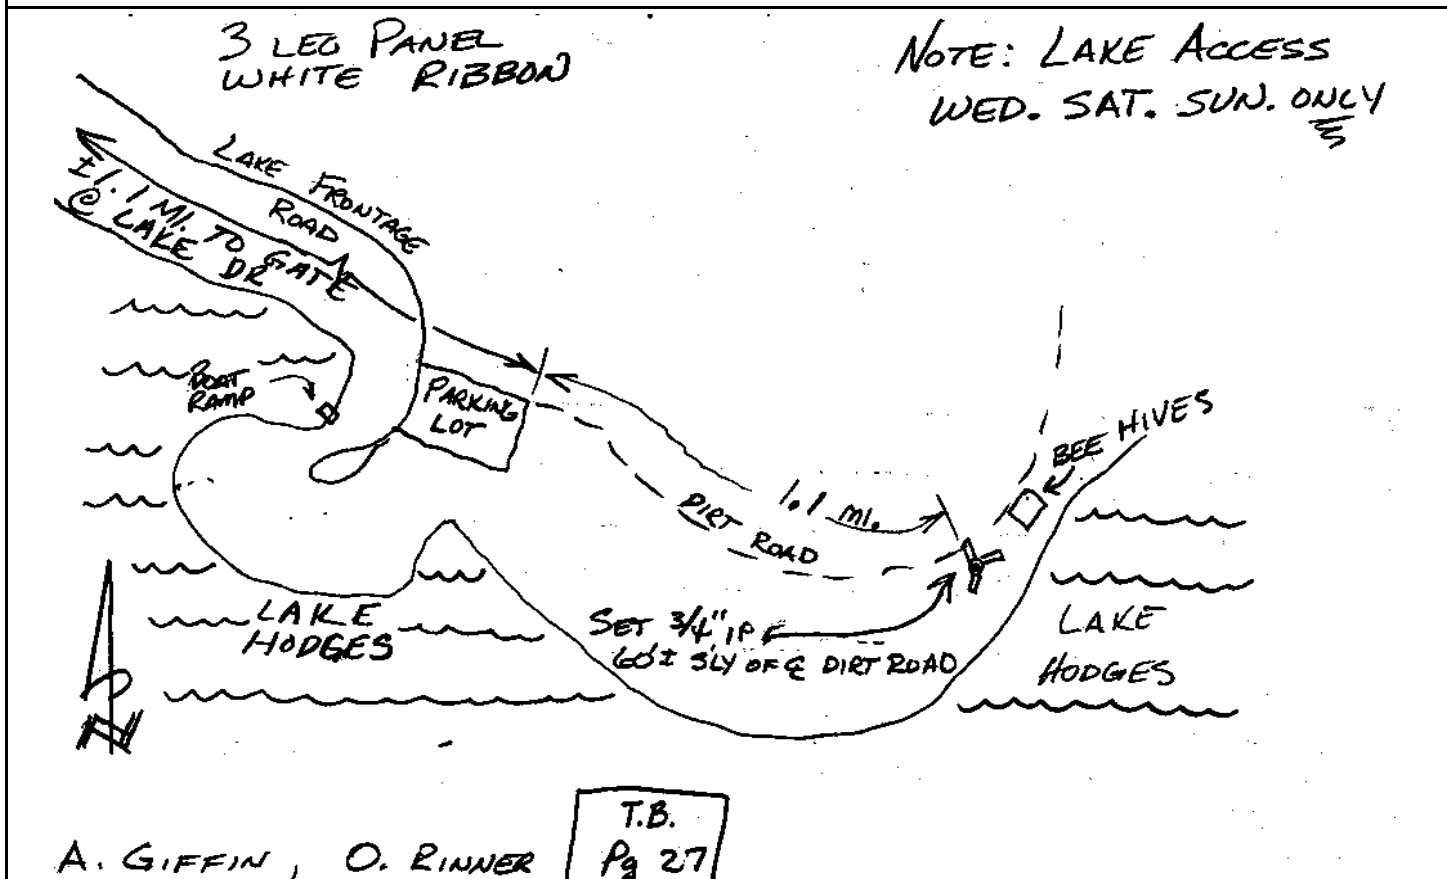 3 LEG PANEL
WHITE RIBBON
NOTE: LAKE ACCESS
WED. SAT. SUN. ONLY
LAKE FRONTAGE
ROAD
±1.1 MI. TO GATE
@ LAKE DR
BOAT
RAMP
PARKING
LOT
BEE HIVES
1.1 MI.
DIRT ROAD
SET 3/4" IP
60'± S'LY OF ℄ DIRT ROAD
LAKE
HODGES
LAKE
HODGES
N
T.B.
Pg 27
A. GIFFIN, O. RINNER